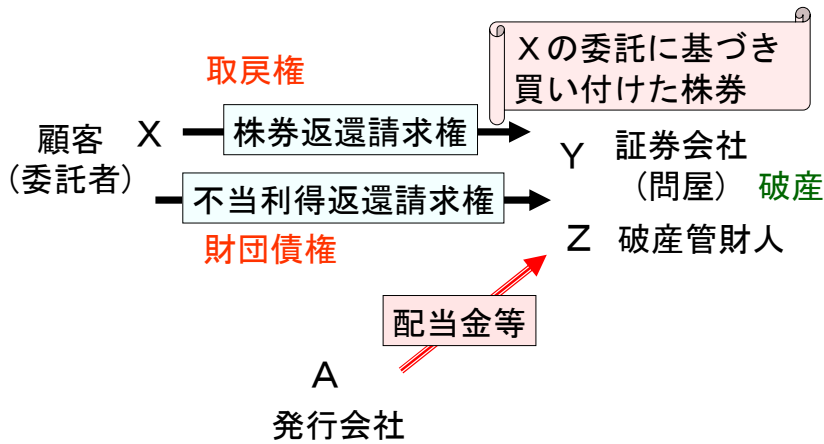 Ｘの委託に基づき
買い付けた株券
取戻権
顧客
（委託者）
Ｘ
株券返還請求権
Ｙ
証券会社
（問屋）
破産
不当利得返還請求権
財団債権
Ｚ
破産管財人
配当金等
Ａ
発行会社